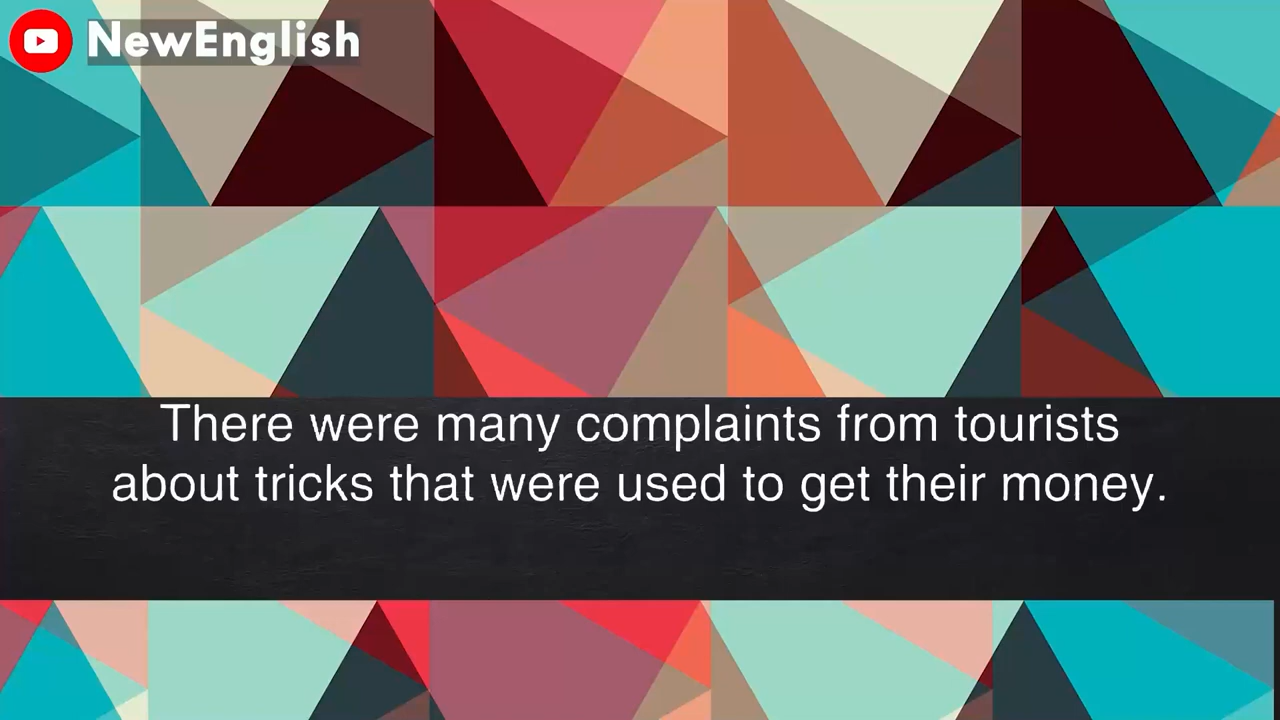 NewEnglish
There were many complaints from tourists
about tricks that were used to get their money.